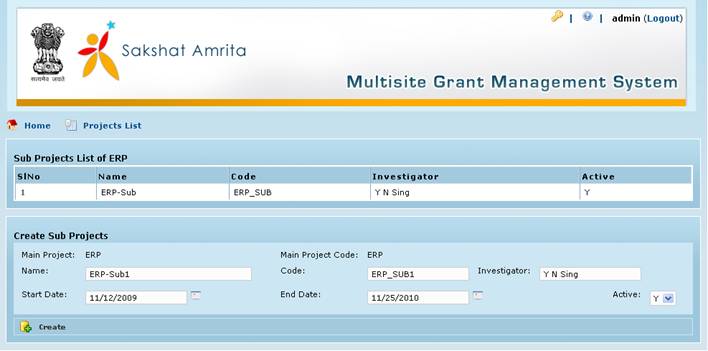 admin (Logout)
सत्यमेव जयते
Sakshat Amrita
Multisite Grant Management System
Home Projects List
Sub Projects List of ERP
SlNo Name Code Investigator Active
1 ERP-Sub ERP_SUB Y N Sing Y
Create Sub Projects
Main Project: ERP Main Project Code: ERP
Name: ERP-Sub1 Code: ERP_SUB1 Investigator: Y N Sing
Start Date: 11/12/2009 End Date: 11/25/2010 Active: Y
Create